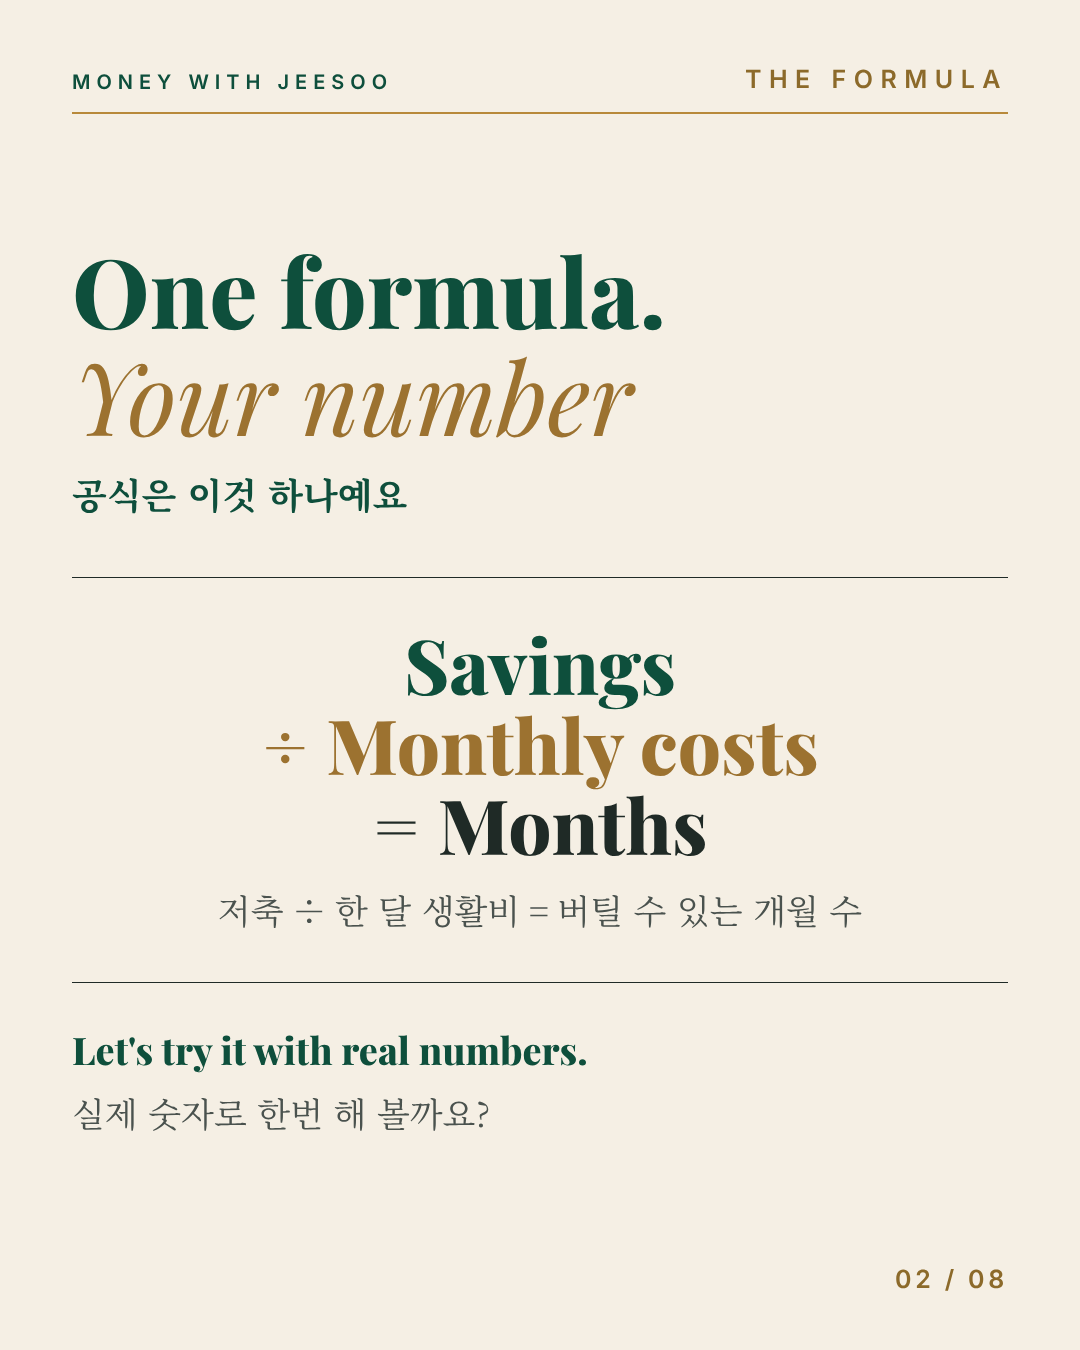 MONEY WITH JEESOO
THE FORMULA
One formula.
Your number
공식은 이것 하나예요
Savings
÷ Monthly costs
= Months
저축 ÷ 한 달 생활비 = 버틸 수 있는 개월 수
Let's try it with real numbers.
실제 숫자로 한번 해 볼까요?
02 / 08